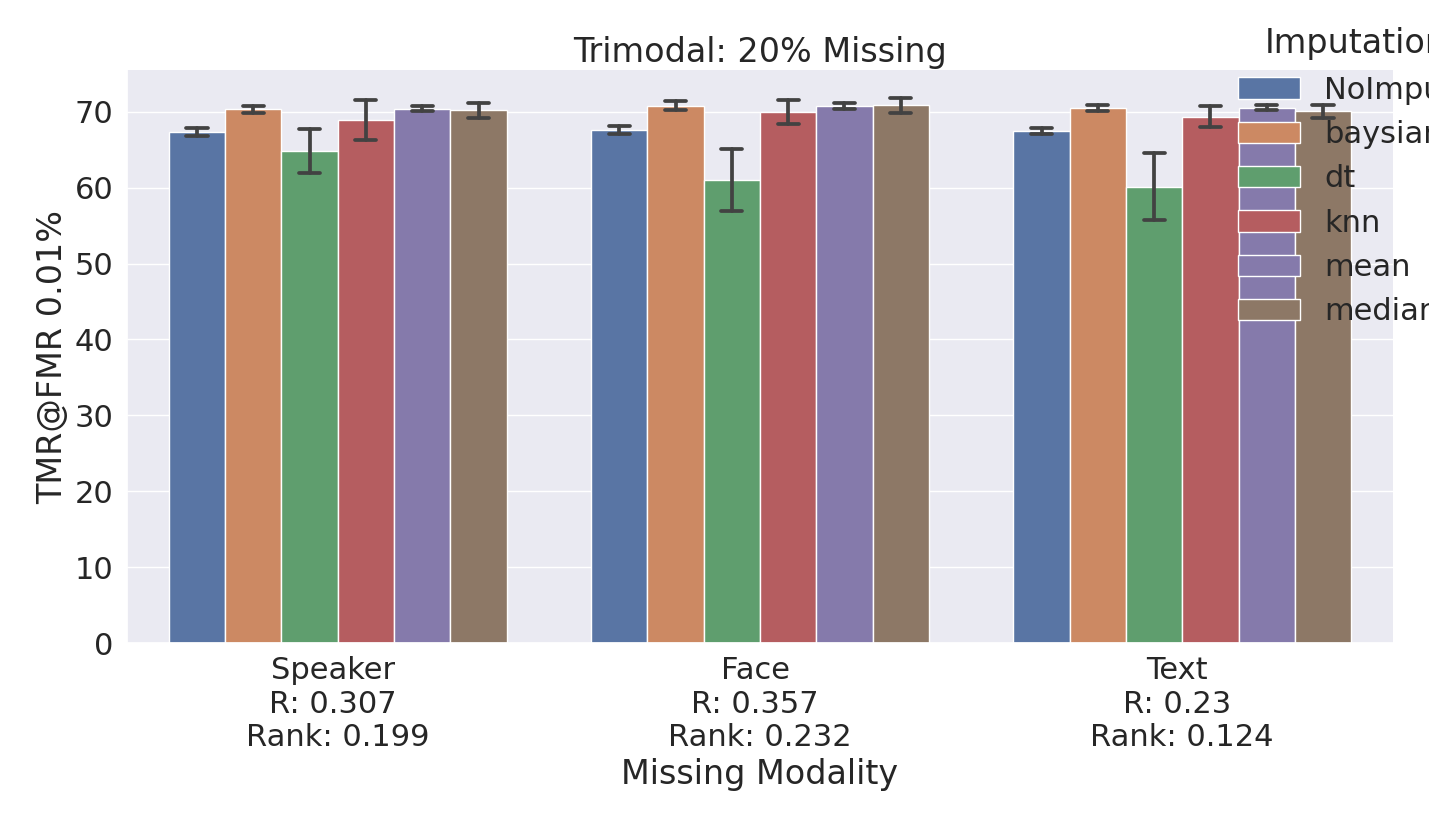 Trimodal: 20% Missing
Imputation
NoImpu
baysian
dt
knn
mean
median
TMR@FMR 0.01%
70
60
50
40
30
20
10
0
Speaker
R: 0.307
Rank: 0.199
Face
R: 0.357
Rank: 0.232
Text
R: 0.23
Rank: 0.124
Missing Modality